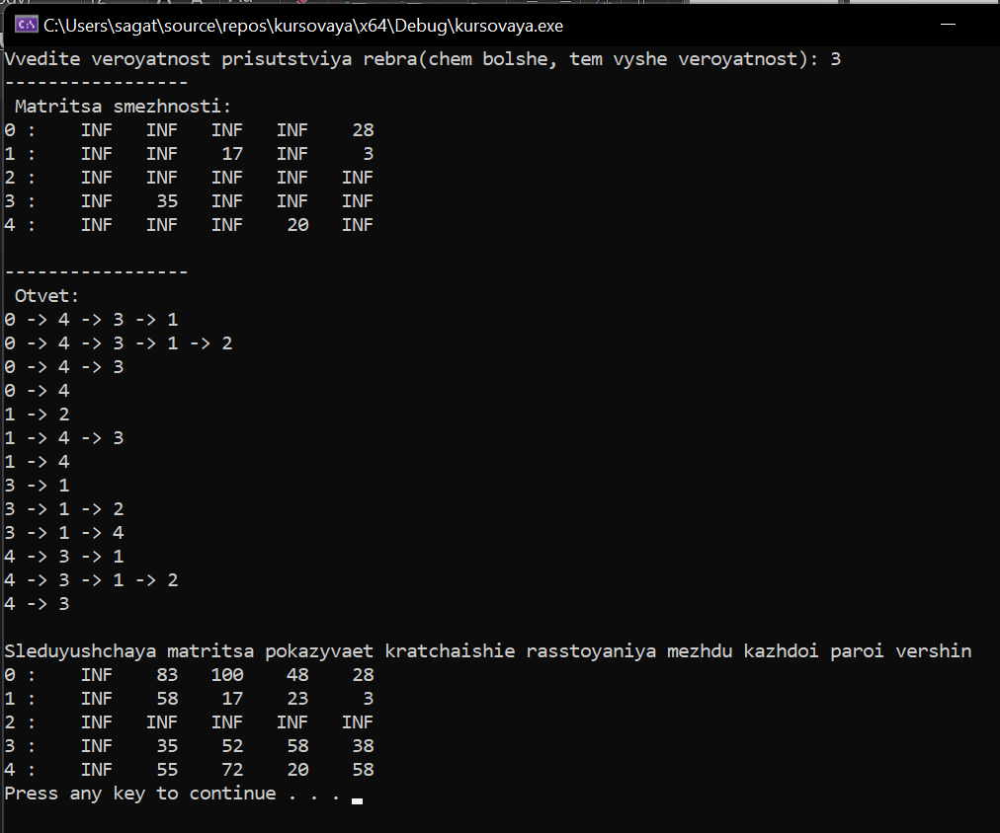 C:\Users\sagat\source\repos\kursovaya\x64\Debug\kursovaya.exe
Vvedite veroyatnost prisutstviya rebra(chem bolshe, tem vyshe veroyatnost): 3
-----------------
Matritsa smezhnosti:
0 : INF INF INF INF 28
1 : INF INF 17 INF 3
2 : INF INF INF INF INF
3 : INF 35 INF INF INF
4 : INF INF INF 20 INF
-----------------
Otvet:
0 -> 4 -> 3 -> 1
0 -> 4 -> 3 -> 1 -> 2
0 -> 4 -> 3
0 -> 4
1 -> 2
1 -> 4 -> 3
1 -> 4
3 -> 1
3 -> 1 -> 2
3 -> 1 -> 4
4 -> 3 -> 1
4 -> 3 -> 1 -> 2
4 -> 3
Sleduyushchaya matritsa pokazyvaet kratchaishie rasstoyaniya mezhdu kazhdoi paroi vershin
0 : INF 83 100 48 28
1 : INF 58 17 23 3
2 : INF INF INF INF INF
3 : INF 35 52 58 38
4 : INF 55 72 20 58
Press any key to continue . . .